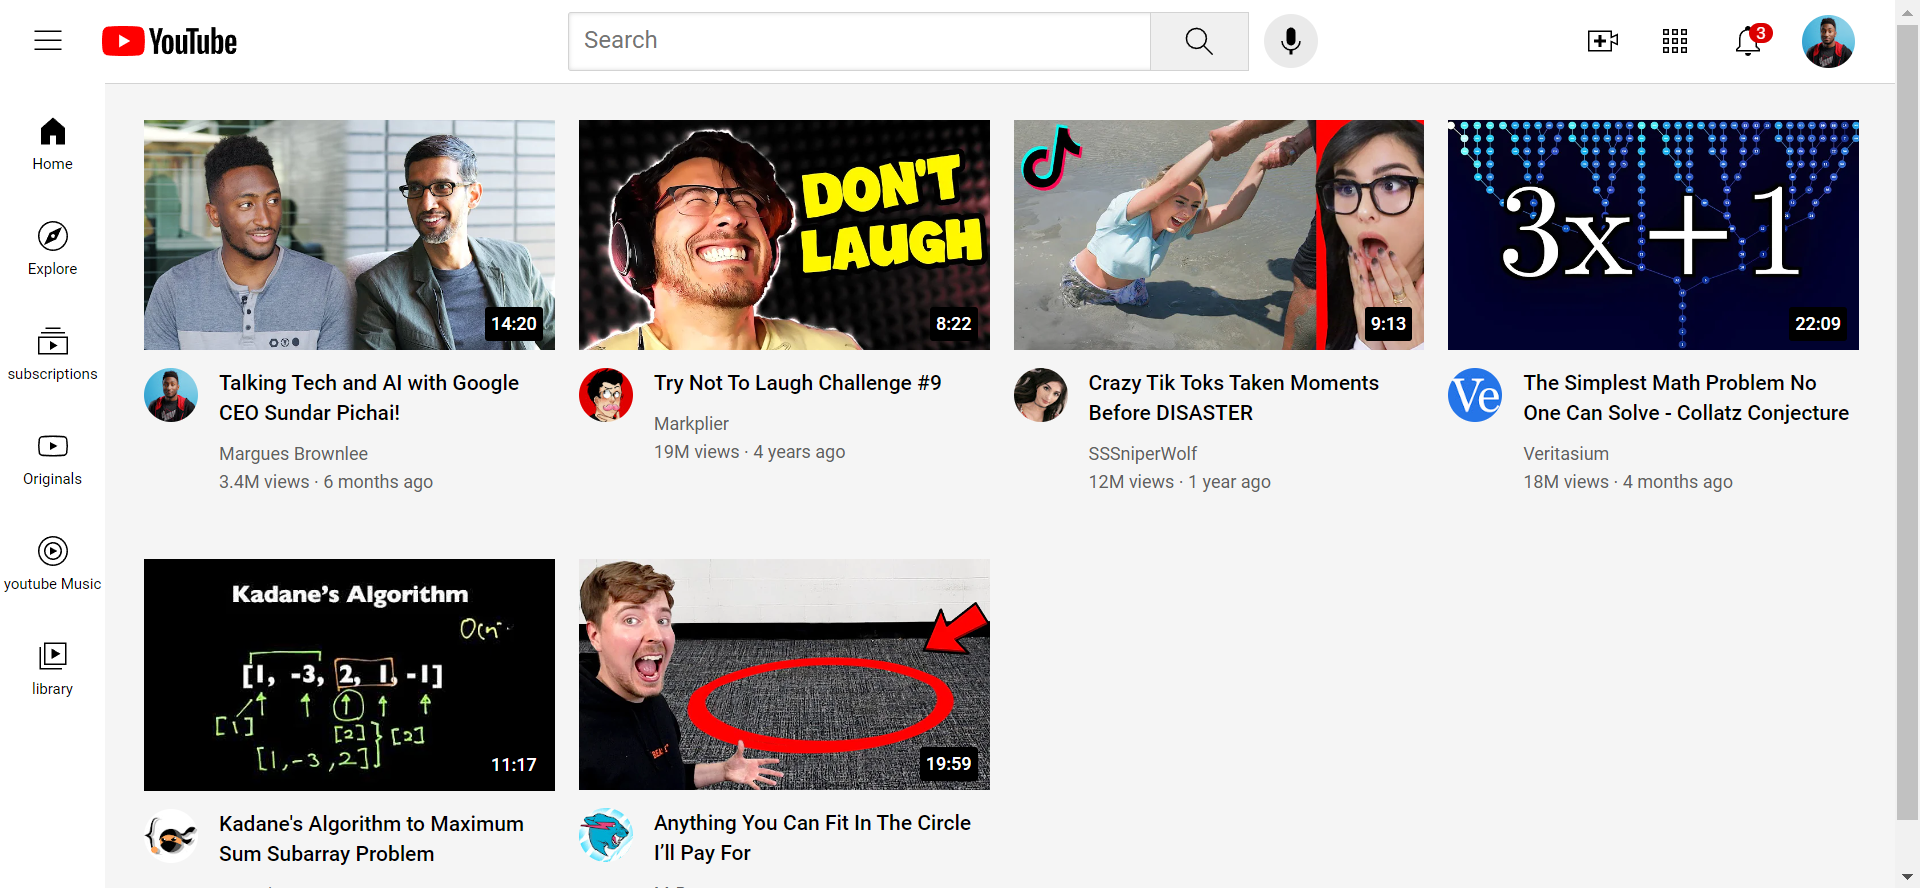 YouTube
Search
3
Home
Explore
subscriptions
Originals
youtube Music
library
14:20
Talking Tech and AI with Google
CEO Sundar Pichai!
Margues Brownlee
3.4M views · 6 months ago
DON'T
LAUGH
8:22
Try Not To Laugh Challenge #9
Markplier
19M views · 4 years ago
9:13
Crazy Tik Toks Taken Moments
Before DISASTER
SSSniperWolf
12M views · 1 year ago
3x+1
22:09
Ve
The Simplest Math Problem No
One Can Solve - Collatz Conjecture
Veritasium
18M views · 4 months ago
Kadane's Algorithm
[1, -3, 2, 1, -1]
[1]
[2]
[2]
[1,-3,2]
11:17
Kadane's Algorithm to Maximum
Sum Subarray Problem
19:59
Anything You Can Fit In The Circle
I’ll Pay For